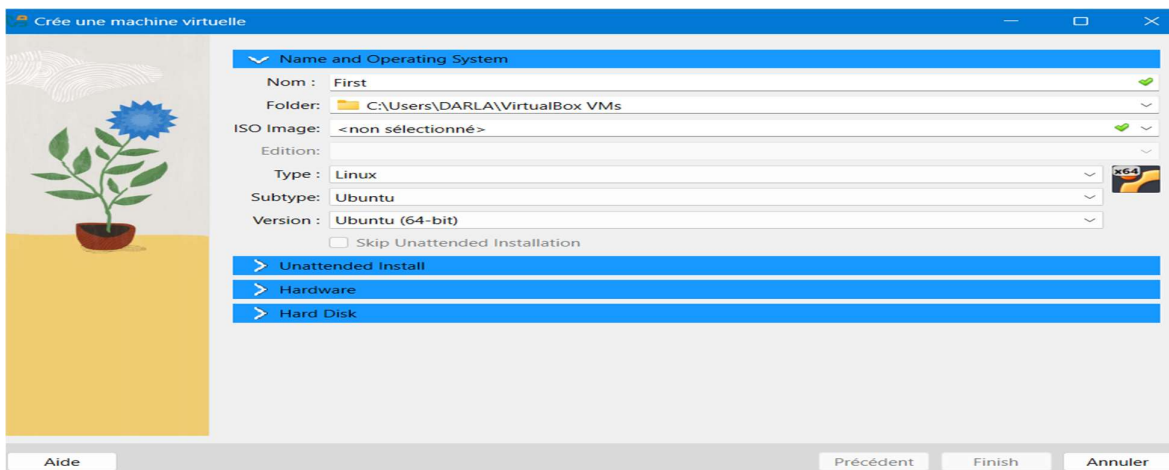 Crée une machine virtuelle
Name and Operating System
Nom : First
Folder: C:\Users\DARLA\VirtualBox VMs
ISO Image: <non sélectionné>
Edition:
Type : Linux
x64
Subtype: Ubuntu
Version : Ubuntu (64-bit)
Skip Unattended Installation
Unattended Install
Hardware
Hard Disk
Aide Précédent Finish Annuler